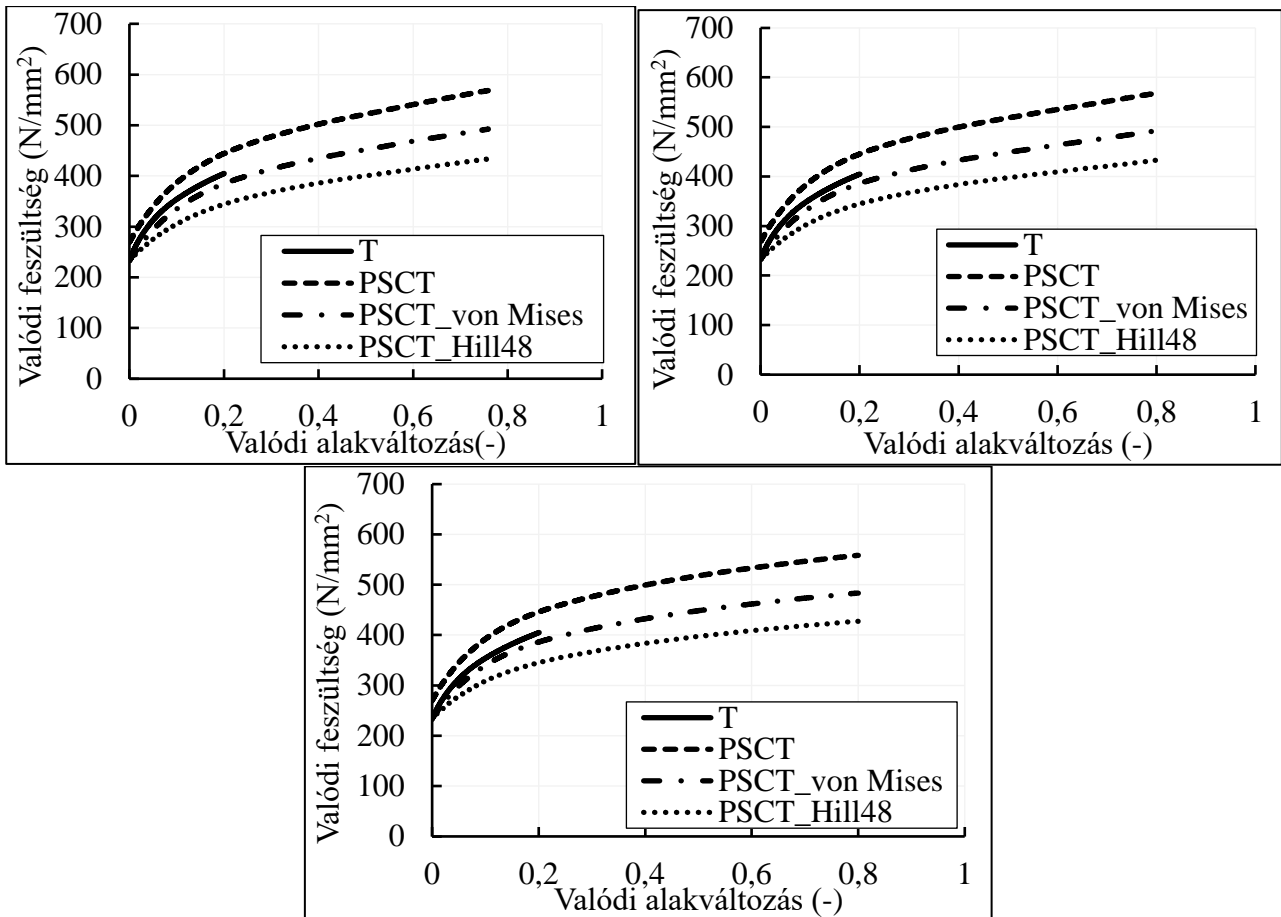 Valódi feszültség (N/mm²)
700
600
500
400
300
200
100
0
T
PSCT
PSCT_von Mises
PSCT_Hill48
0 0,2 0,4 0,6 0,8 1
Valódi alakváltozás(-)
Valódi feszültség (N/mm²)
700
600
500
400
300
200
100
0
T
PSCT
PSCT_von Mises
PSCT_Hill48
0 0,2 0,4 0,6 0,8 1
Valódi alakváltozás (-)
Valódi feszültség (N/mm²)
700
600
500
400
300
200
100
0
T
PSCT
PSCT_von Mises
PSCT_Hill48
0 0,2 0,4 0,6 0,8 1
Valódi alakváltozás (-)